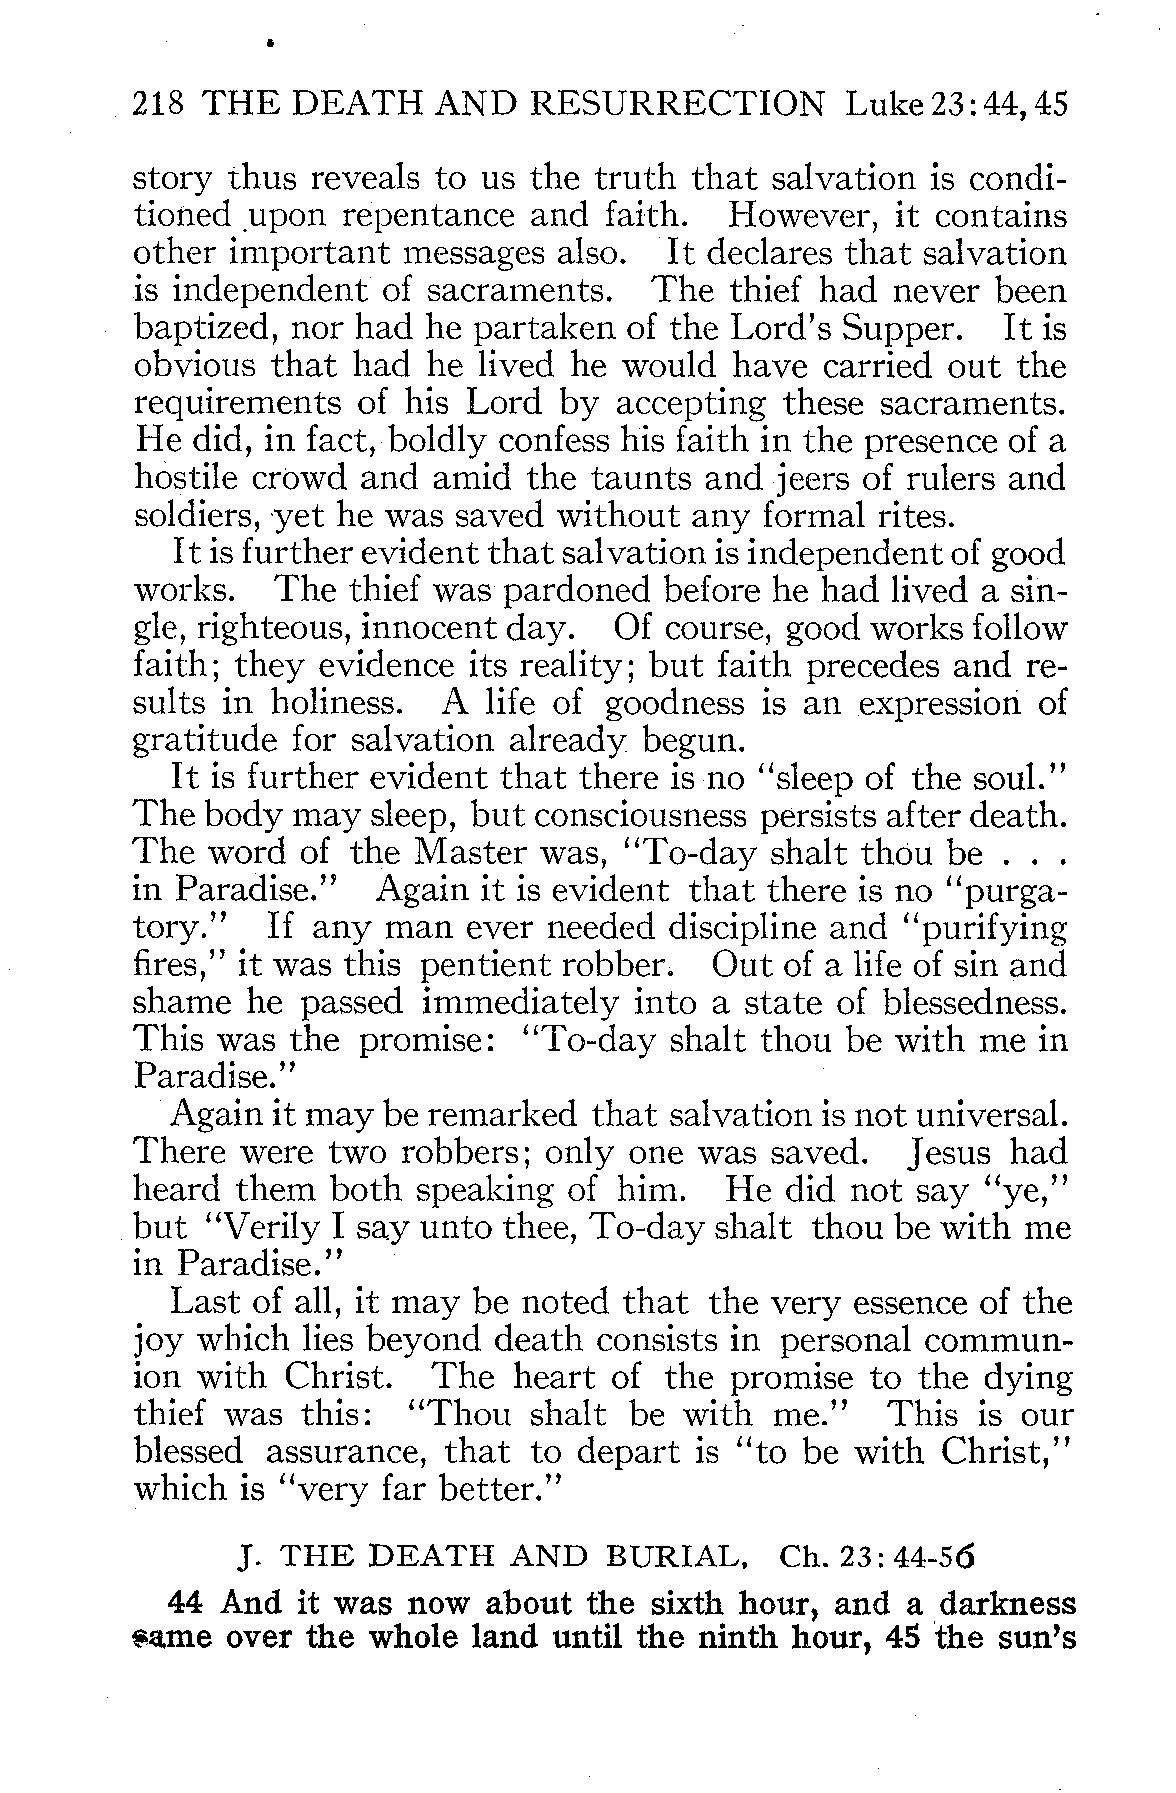 218 THE DEATH AND RESURRECTION Luke 23:44, 45
story thus reveals to us the truth that salvation is condi-
tioned upon repentance and faith. However, it contains
other important messages also. It declares that salvation
is independent of sacraments. The thief had never been
baptized, nor had he partaken of the Lord's Supper. It is
obvious that had he lived he would have carried out the
requirements of his Lord by accepting these sacraments.
He did, in fact, boldly confess his faith in the presence of a
hostile crowd and amid the taunts and jeers of rulers and
soldiers, yet he was saved without any formal rites.
It is further evident that salvation is independent of good
works. The thief was pardoned before he had lived a sin-
gle, righteous, innocent day. Of course, good works follow
faith; they evidence its reality; but faith precedes and re-
sults in holiness. A life of goodness is an expression of
gratitude for salvation already begun.
It is further evident that there is no "sleep of the soul."
The body may sleep, but consciousness persists after death.
The word of the Master was, "To-day shalt thou be . . .
in Paradise." Again it is evident that there is no "purga-
tory." If any man ever needed discipline and "purifying
fires," it was this pentient robber. Out of a life of sin and
shame he passed immediately into a state of blessedness.
This was the promise: "To-day shalt thou be with me in
Paradise."
Again it may be remarked that salvation is not universal.
There were two robbers; only one was saved. Jesus had
heard them both speaking of him. He did not say "ye,"
but "Verily I say unto thee, To-day shalt thou be with me
in Paradise."
Last of all, it may be noted that the very essence of the
joy which lies beyond death consists in personal commun-
ion with Christ. The heart of the promise to the dying
thief was this: "Thou shalt be with me." This is our
blessed assurance, that to depart is "to be with Christ,"
which is "very far better."
J. THE DEATH AND BURIAL, Ch. 23:44-56
44 And it was now about the sixth hour, and a darkness
came over the whole land until the ninth hour, 45 the sun's